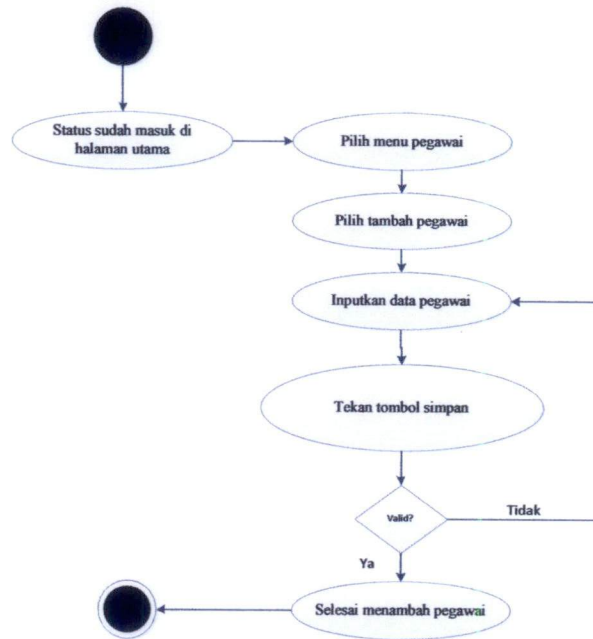 Status sudah masuk di
halaman utama
Pilih menu pegawai
Pilih tambah pegawai
Inputkan data pegawai
Tekan tombol simpan
Valid?
Tidak
Ya
Selesai menambah pegawai